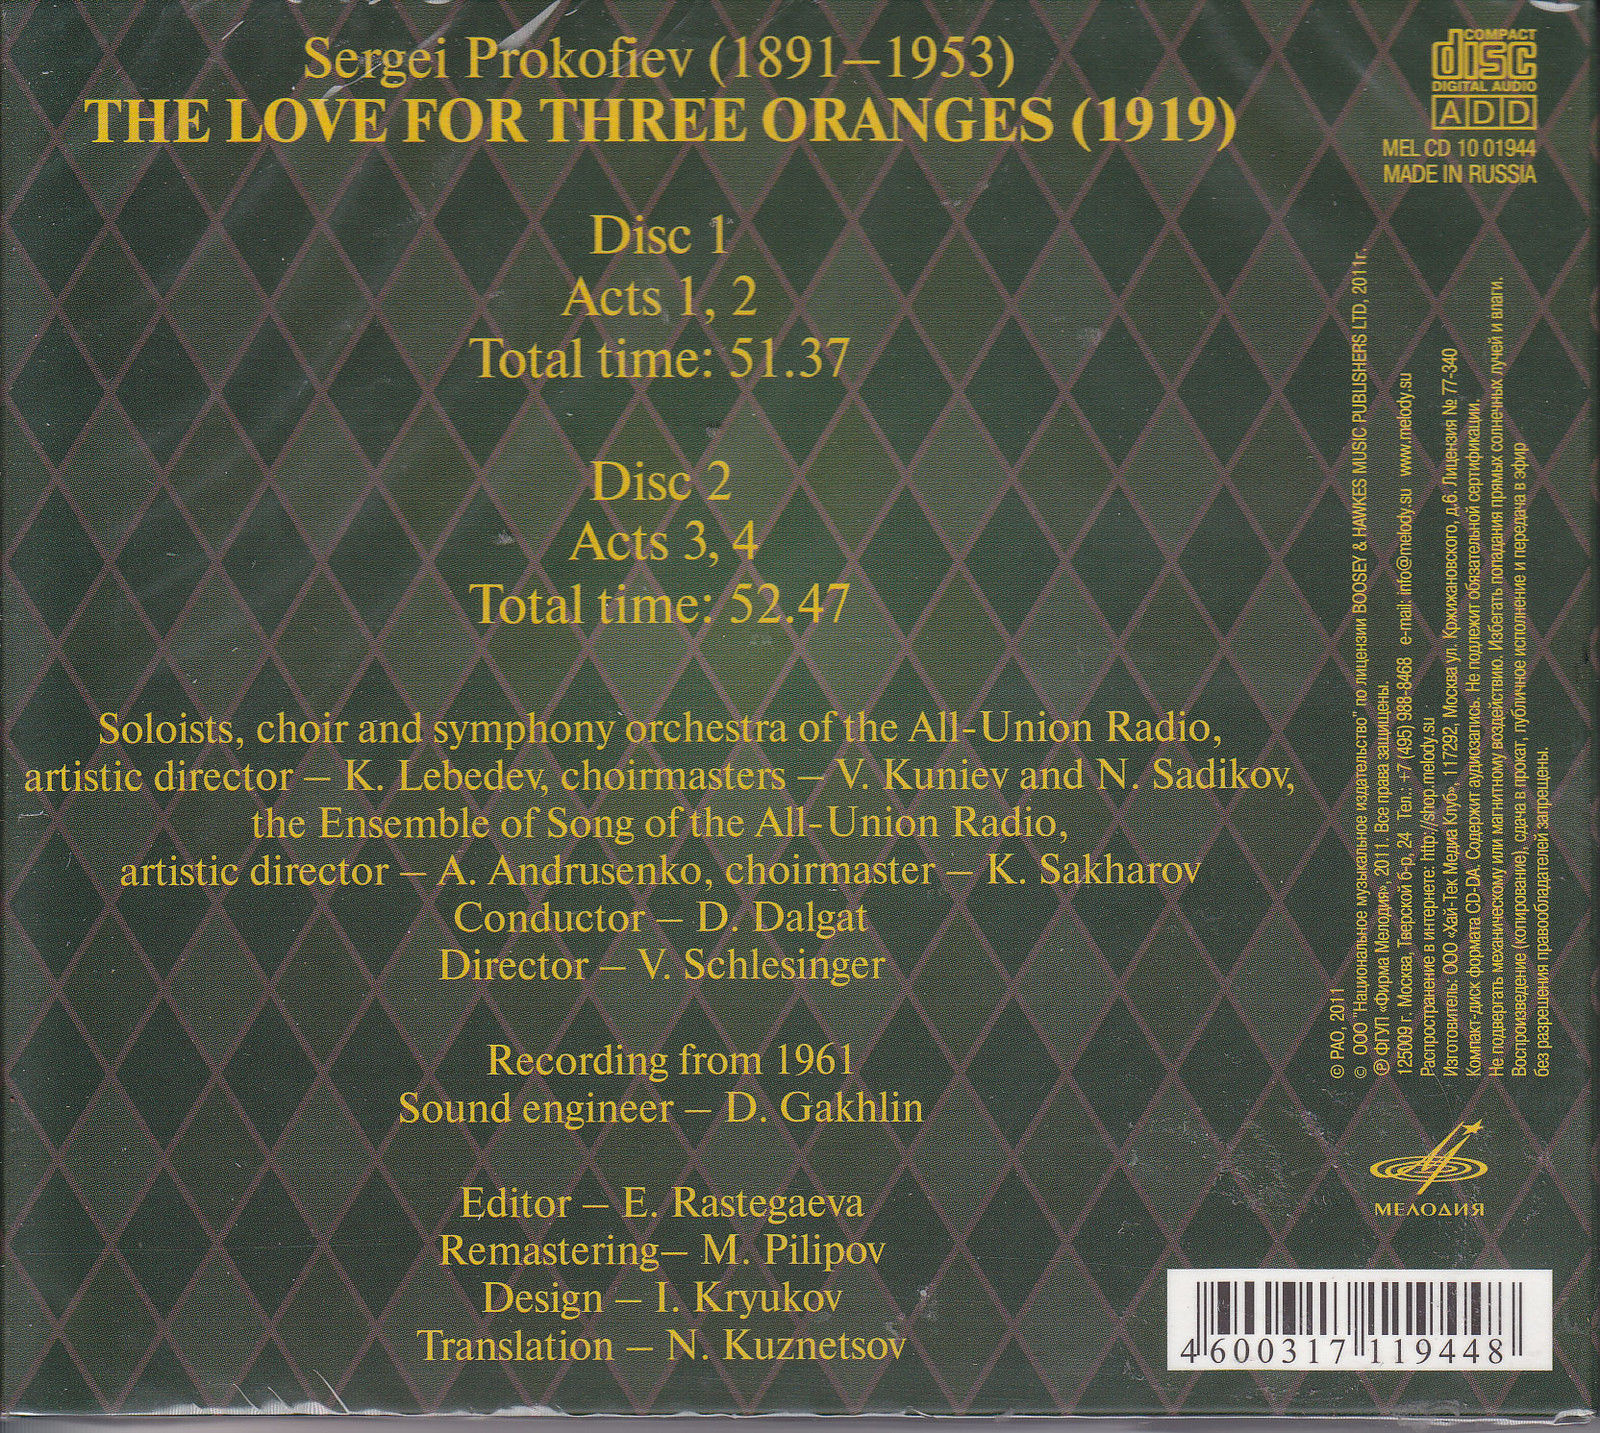 Sergei Prokofiev (1891–1953)
THE LOVE FOR THREE ORANGES (1919)
COMPACT
disc
DIGITAL AUDIO
ADD
MEL CD 10 01944
MADE IN RUSSIA
Disc 1
Acts 1, 2
Total time: 51.37
Disc 2
Acts 3, 4
Total time: 52.47
Soloists, choir and symphony orchestra of the All-Union Radio,
artistic director – K. Lebedev, choirmasters – V. Kuniev and N. Sadikov,
the Ensemble of Song of the All-Union Radio,
artistic director – A. Andrusenko, choirmaster – K. Sakharov
Conductor – D. Dalgat
Director – V. Schlesinger
Recording from 1961
Sound engineer – D. Gakhlin
Editor – E. Rastegaeva
Remastering– M. Pilipov
Design – I. Kryukov
Translation – N. Kuznetsov
© РАО, 2011
© ООО "Национальное музыкальное издательство" по лицензии BOOSEY & HAWKES MUSIC PUBLISHERS LTD, 2011г.
℗ ФГУП «Фирма Мелодия», 2011. Все права защищены.
125009 г. Москва, Тверской б-р, 24 Тел.: +7 (495) 988-8468 e-mail: info@melody.su www.melody.su
Распространение в интернете: http://shop.melody.su
Изготовитель: ООО «Хай-Тек Медиа Клуб», 117292, Москва ул. Кржижановского, д.6. Лицензия № 77-340
Компакт-диск формата CD-DA. Содержит аудиозапись. Не подлежит обязательной сертификации.
Не подвергать механическому или магнитному воздействию. Избегать попадания прямых солнечных лучей и влаги.
Воспроизведение (копирование), сдача в прокат, публичное исполнение и передача в эфир
без разрешения правообладателей запрещены.
МЕЛОДИЯ
4 600317 119448